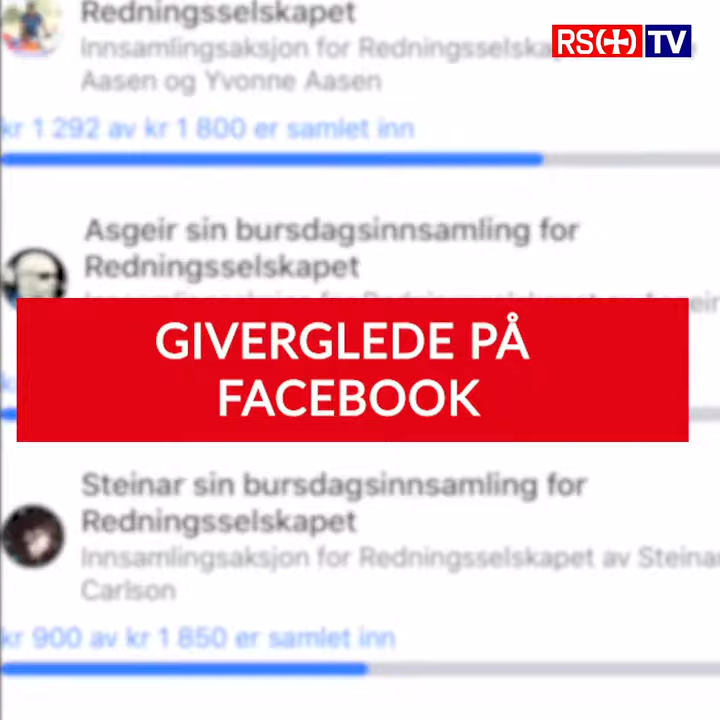 Redningsselskapet
RS TV
Innsamlingsaksjon for Redningsselska
Aasen og Yvonne Aasen
kr 1 292 av kr 1 800 er samlet inn
Asgeir sin bursdagsinnsamling for
Redningsselskapet
GIVERGLEDE PÅ
FACEBOOK
Steinar sin bursdagsinnsamling for
Redningsselskapet
Innsamlingsaksjon for Redningsselskapet av Steina
Carlson
kr 900 av kr 1 850 er samlet inn